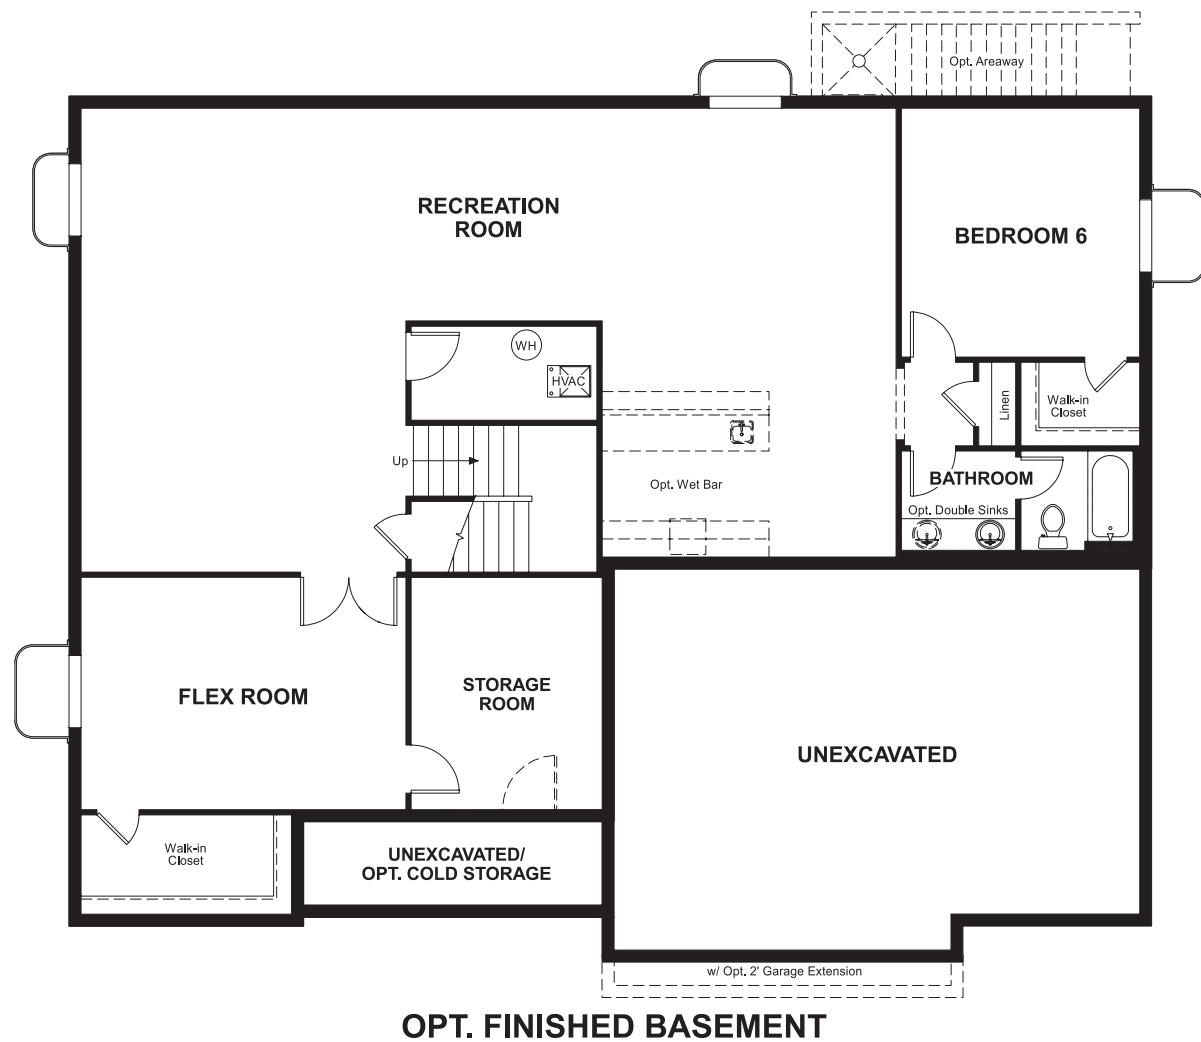 Opt. Areaway
RECREATION
ROOM
BEDROOM 6
WH
HVAC
Linen
Walk-in
Closet
Up
BATHROOM
Opt. Wet Bar
Opt. Double Sinks
FLEX ROOM
STORAGE
ROOM
UNEXCAVATED
Walk-in
Closet
UNEXCAVATED/
OPT. COLD STORAGE
w/ Opt. 2' Garage Extension
OPT. FINISHED BASEMENT